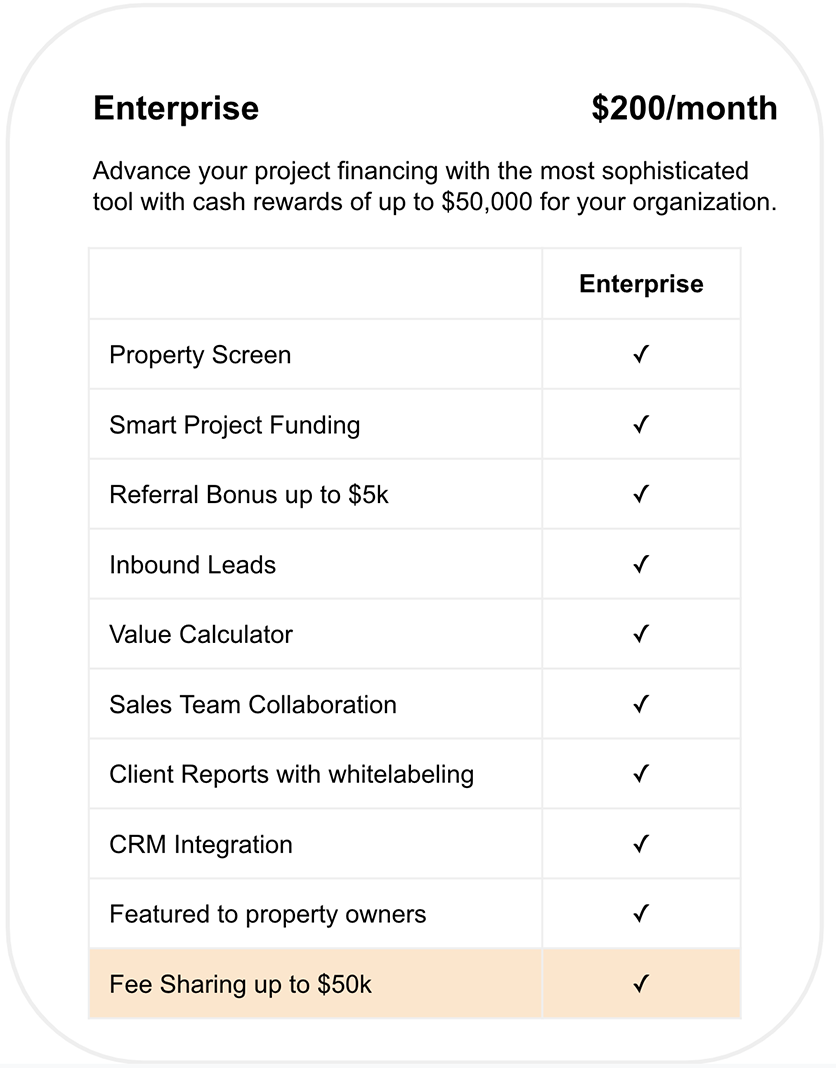 Enterprise $200/month
Advance your project financing with the most sophisticated
tool with cash rewards of up to $50,000 for your organization.
Enterprise
Property Screen ✓
Smart Project Funding ✓
Referral Bonus up to $5k ✓
Inbound Leads ✓
Value Calculator ✓
Sales Team Collaboration ✓
Client Reports with whitelabeling ✓
CRM Integration ✓
Featured to property owners ✓
Fee Sharing up to $50k ✓